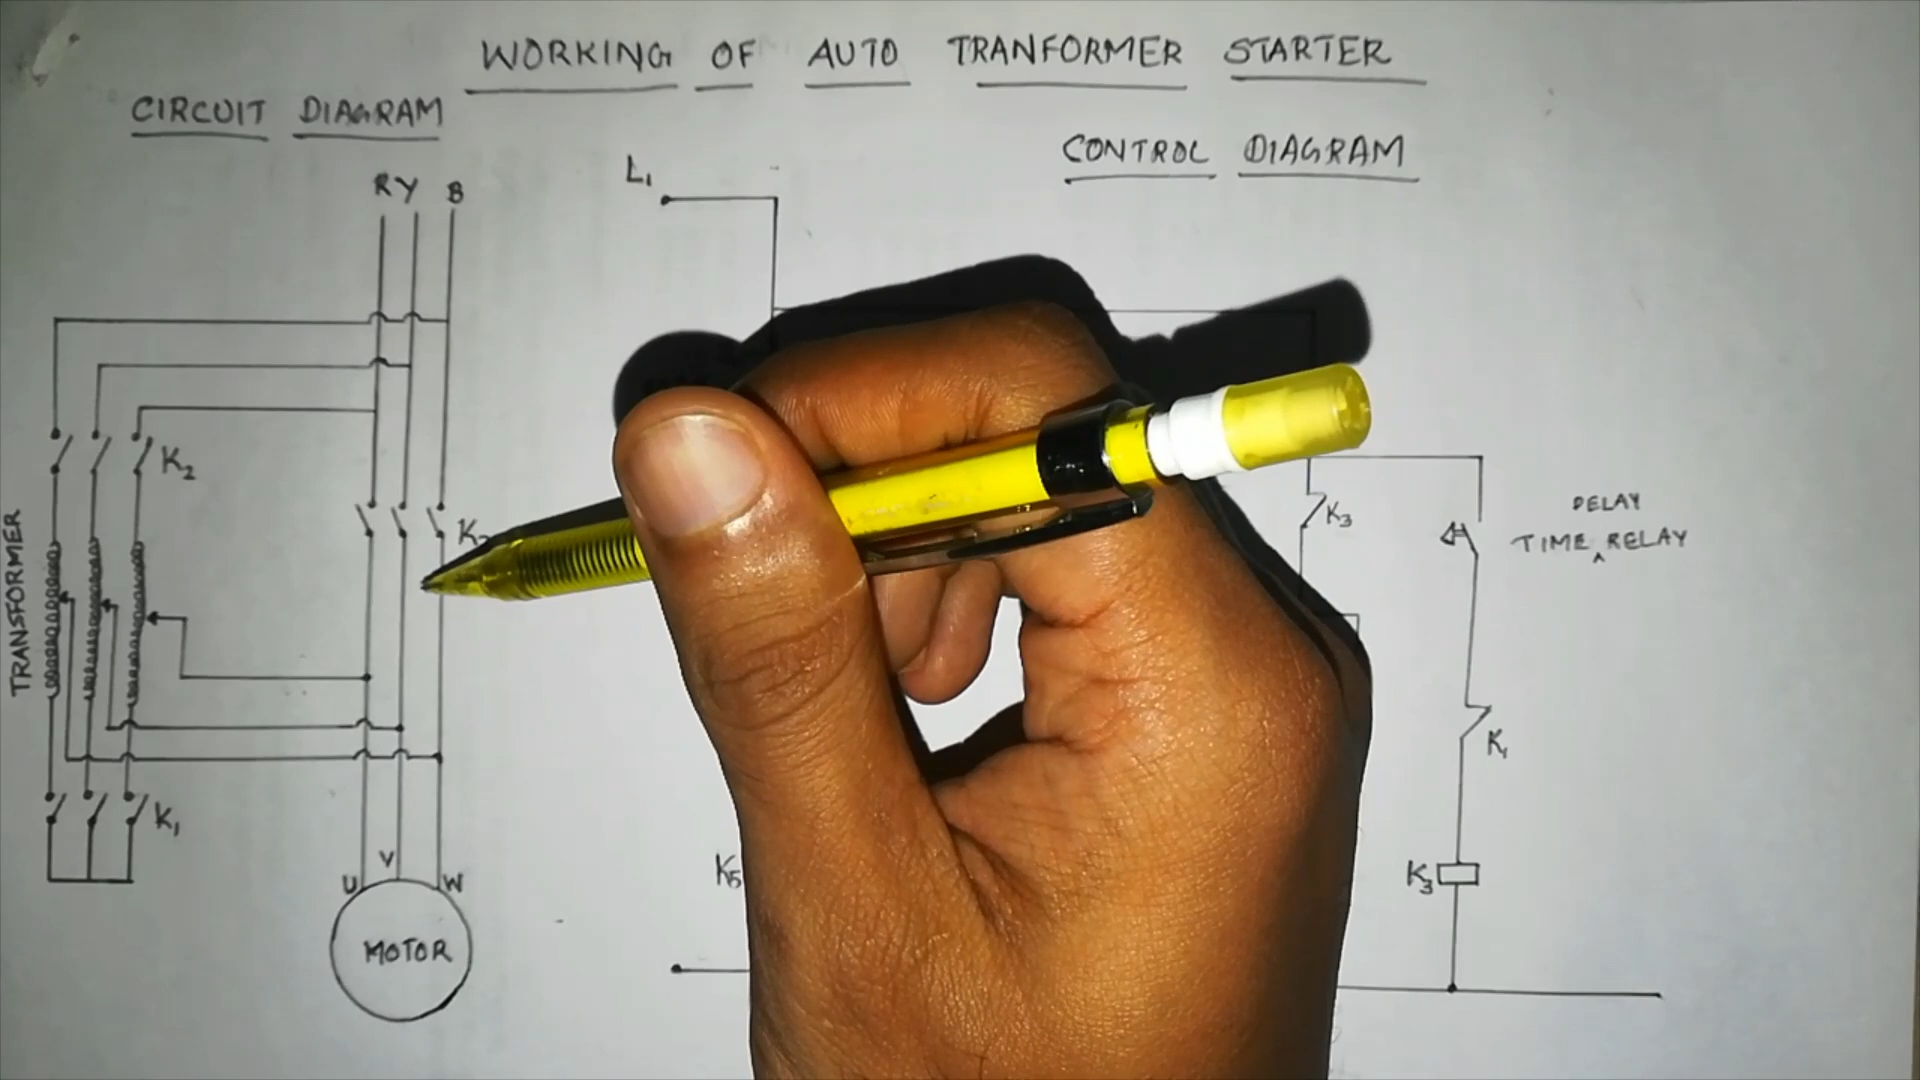 WORKING OF AUTO TRANFORMER STARTER
CIRCUIT DIAGRAM
CONTROL DIAGRAM
R Y B
L₁
K₂
K₃
DELAY
TIME ^ RELAY
TRANSFORMER
K₁
K₁
K₅
K₃
U V W
MOTOR